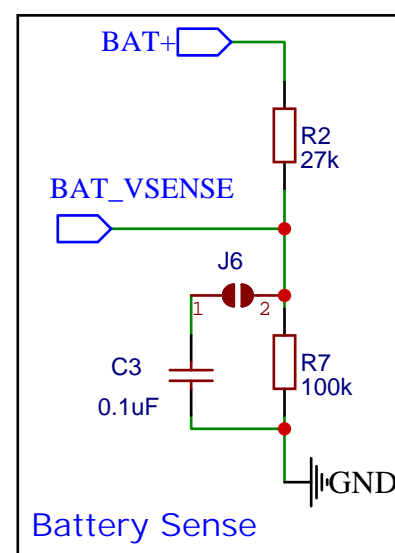 BAT+
R2
27k
BAT_VSENSE
J6
1 2
C3
0.1uF
R7
100k
GND
Battery Sense